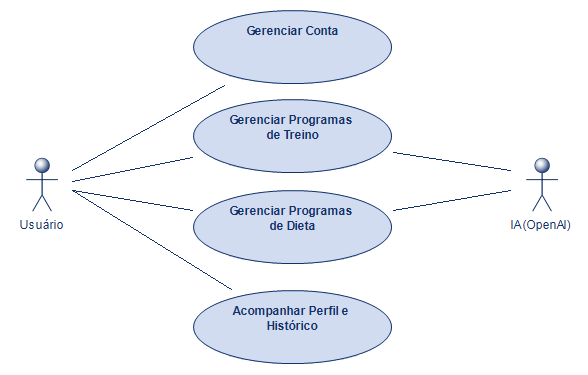 Gerenciar Conta
Gerenciar Programas
de Treino
Usuário
IA(OpenAI)
Gerenciar Programas
de Dieta
Acompanhar Perfil e
Histórico